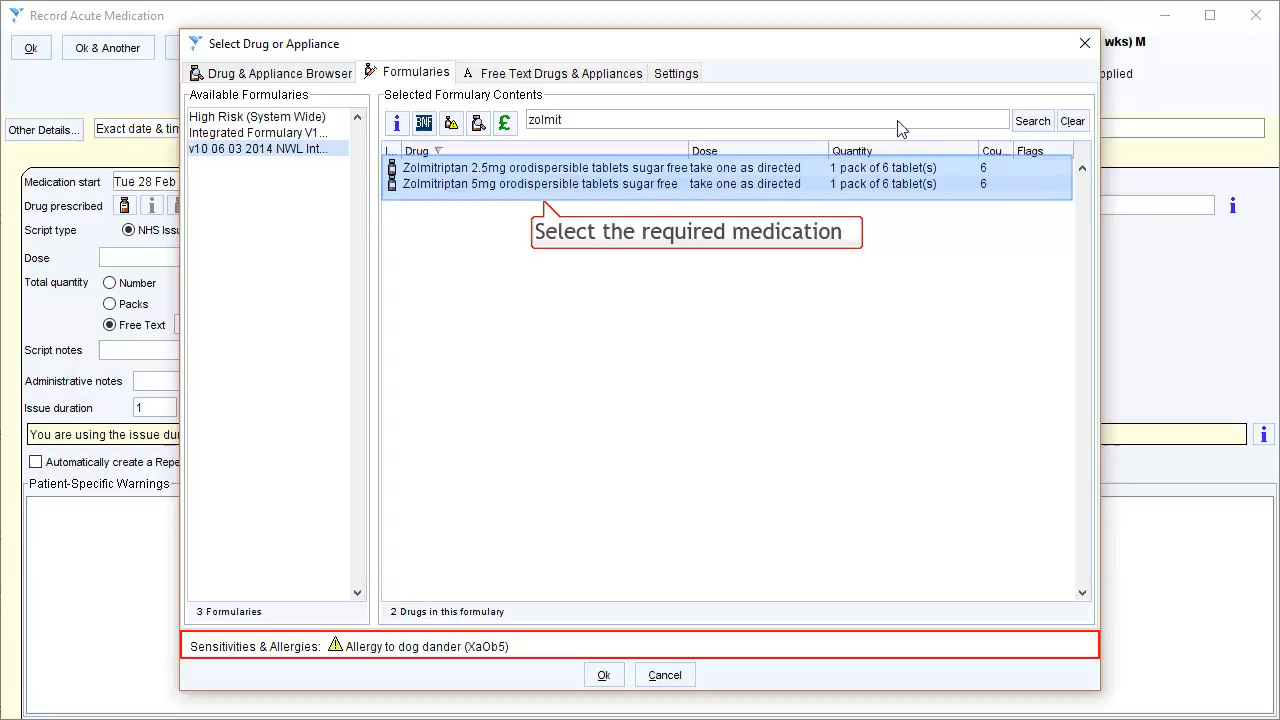 Record Acute Medication
Ok
Ok & Another
wks) M
pplied
Other Details...
Exact date & tim
Medication start
Tue 28 Feb
Drug prescribed
Script type
NHS Issu
Dose
Total quantity
Number
Packs
Free Text
Script notes
Administrative notes
Issue duration
1
You are using the issue dur
Automatically create a Repe
Patient-Specific Warnings
Select Drug or Appliance
Drug & Appliance Browser
Formularies
A Free Text Drugs & Appliances
Settings
Available Formularies
High Risk (System Wide)
Integrated Formulary V1...
v10 06 03 2014 NWL Int...
3 Formularies
Selected Formulary Contents
i
BNF
£
zolmit
Search
Clear
I... Drug Dose Quantity Cou... Flags
Zolmitriptan 2.5mg orodispersible tablets sugar free take one as directed 1 pack of 6 tablet(s) 6
Zolmitriptan 5mg orodispersible tablets sugar free take one as directed 1 pack of 6 tablet(s) 6
Select the required medication
2 Drugs in this formulary
Sensitivities & Allergies: Allergy to dog dander (XaOb5)
Ok
Cancel